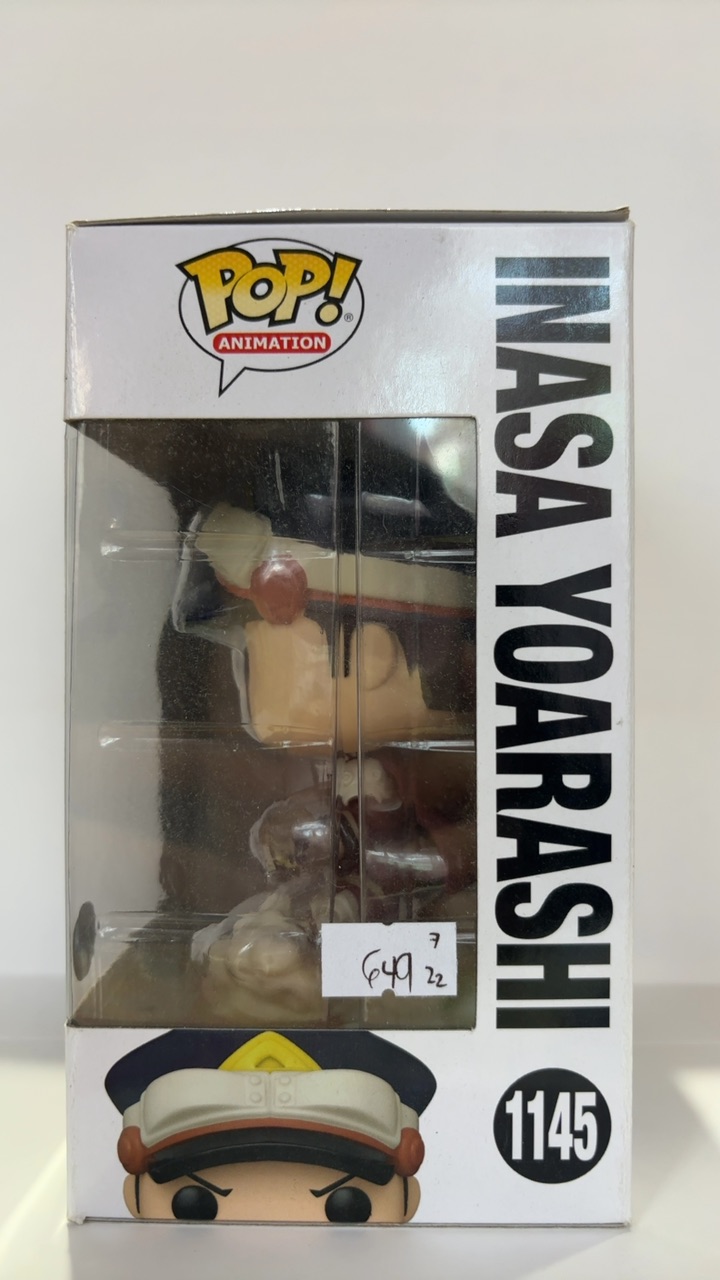 POP!®
ANIMATION
INASA YOARASHI
7
649 22
1145